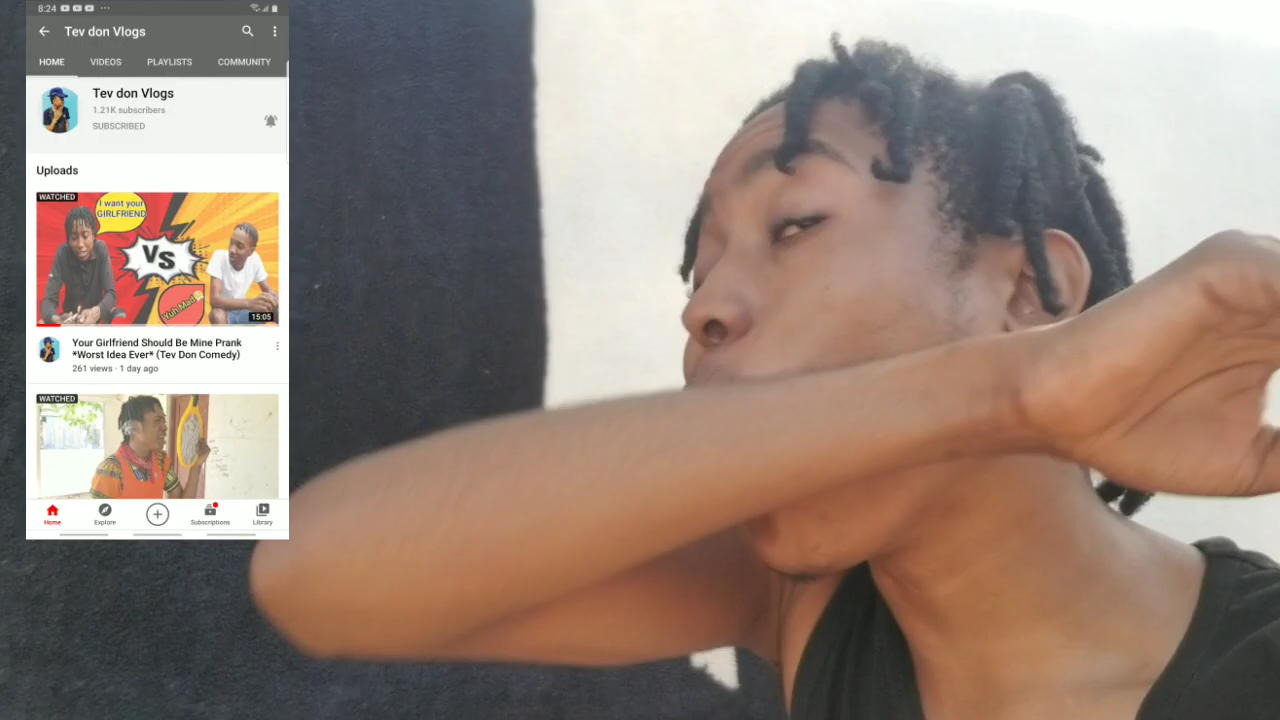 8:24
Tev don Vlogs
HOME VIDEOS PLAYLISTS COMMUNITY
Tev don Vlogs
1.21K subscribers
SUBSCRIBED
Uploads
WATCHED
I want your
GIRLFRIEND
VS
Yuh Mad
15:05
Your Girlfriend Should Be Mine Prank
*Worst Idea Ever* (Tev Don Comedy)
261 views · 1 day ago
WATCHED
Home Explore Subscriptions Library